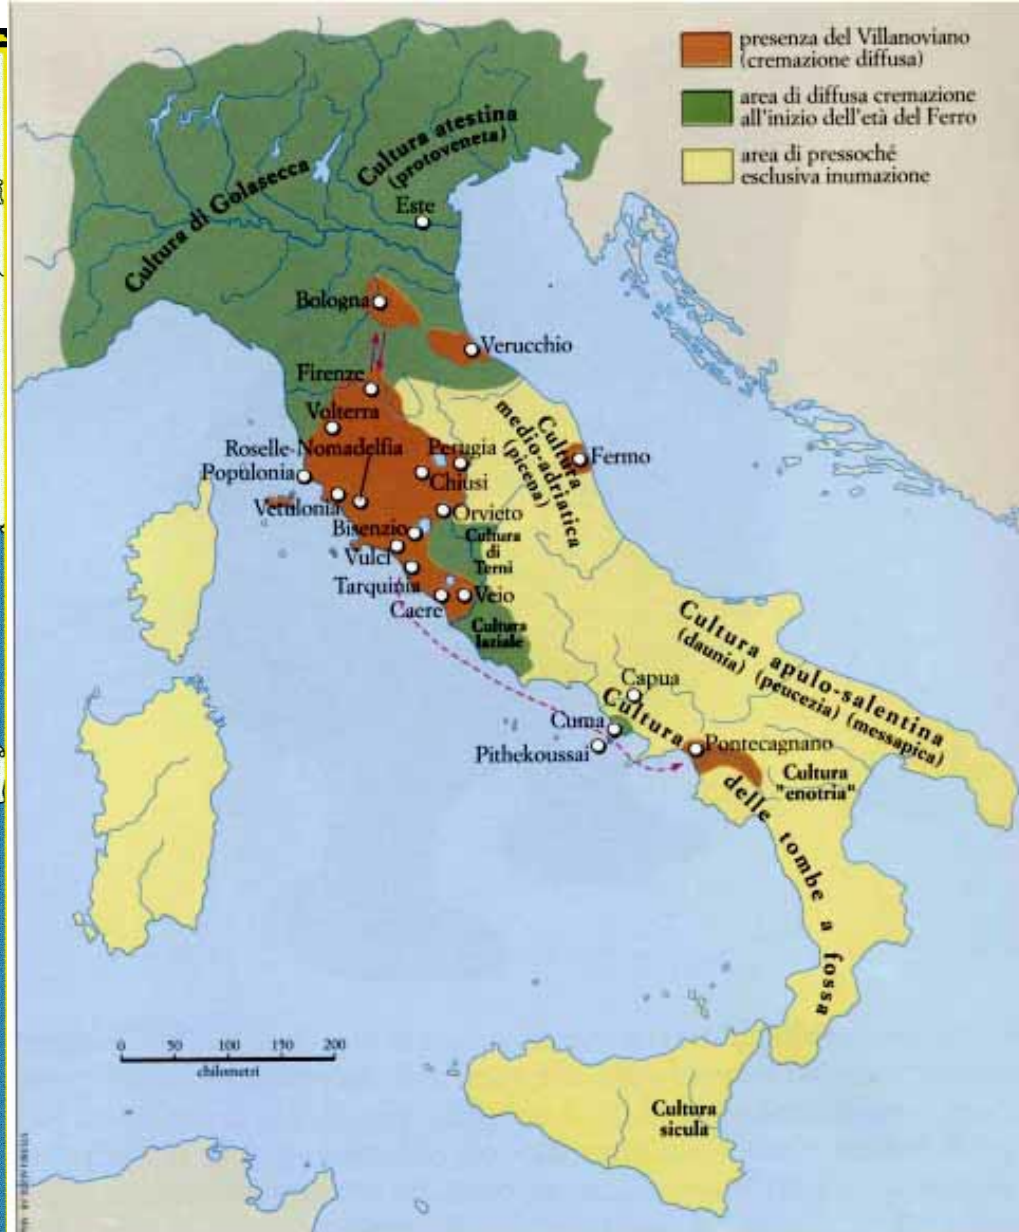 presenza del Villanoviano
(cremazione diffusa)
area di diffusa cremazione
all'inizio dell'età del Ferro
area di pressoché
esclusiva inumazione
Cultura di Golasecca
Cultura atestina
(protoveneta)
Este
Bologna
Verucchio
Firenze
Volterra
Roselle-Nomadelfia
Populonia
Perugia
Chiusi
Vetulonia
Orvieto
Bisenzio
Vulci
Tarquinia
Caere
Veio
Cultura
di
Terni
Cultura
laziale
Cultura
medio-adriatica
(picena)
Fermo
Cultura apulo-salentina
(daunia) (peucezia) (messapica)
Capua
Cuma
Pithekoussai
Pontecagnano
Cultura
"enotria"
Cultura
delle tombe a fossa
0 50 100 150 200
chilometri
Cultura
sicula